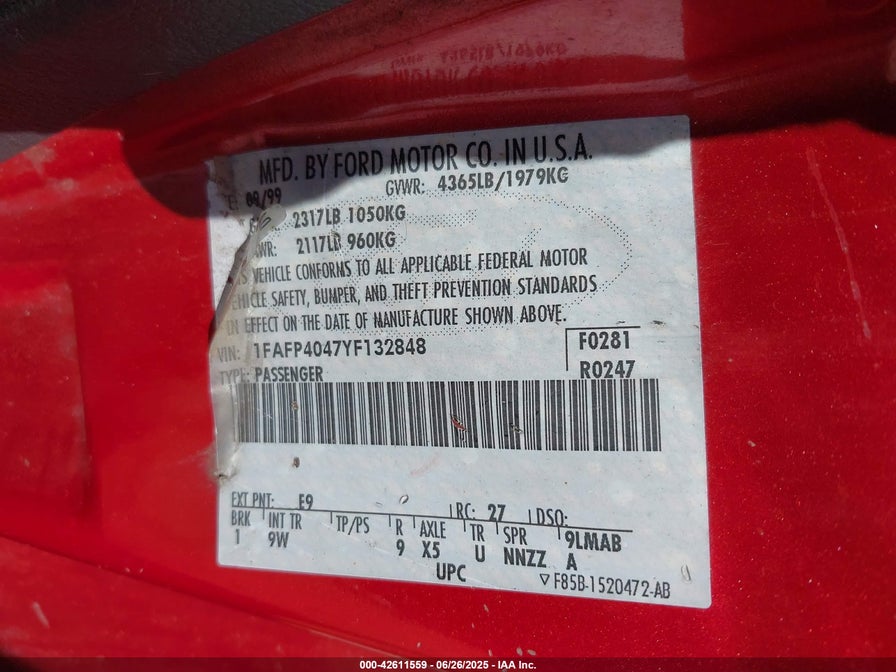 MFD. BY FORD MOTOR CO. IN U.S.A.
09/99 GVWR: 4365LB/1979KG
2317LB 1050KG
WR: 2117LB 960KG
S VEHICLE CONFORMS TO ALL APPLICABLE FEDERAL MOTOR
EHICLE SAFETY, BUMPER, AND THEFT PREVENTION STANDARDS
IN EFFECT ON THE DATE OF MANUFACTURE SHOWN ABOVE.
VIN: 1FAFP4047YF132848 F0281
TYPE: PASSENGER R0247
EXT PNT: E9 RC: 27 DSO:
BRK INT TR TP/PS R AXLE TR SPR 9LMAB
1 9W 9 X5 U NNZZ A
UPC ▽F85B-1520472-AB
000-42611559 - 06/26/2025 - IAA Inc.